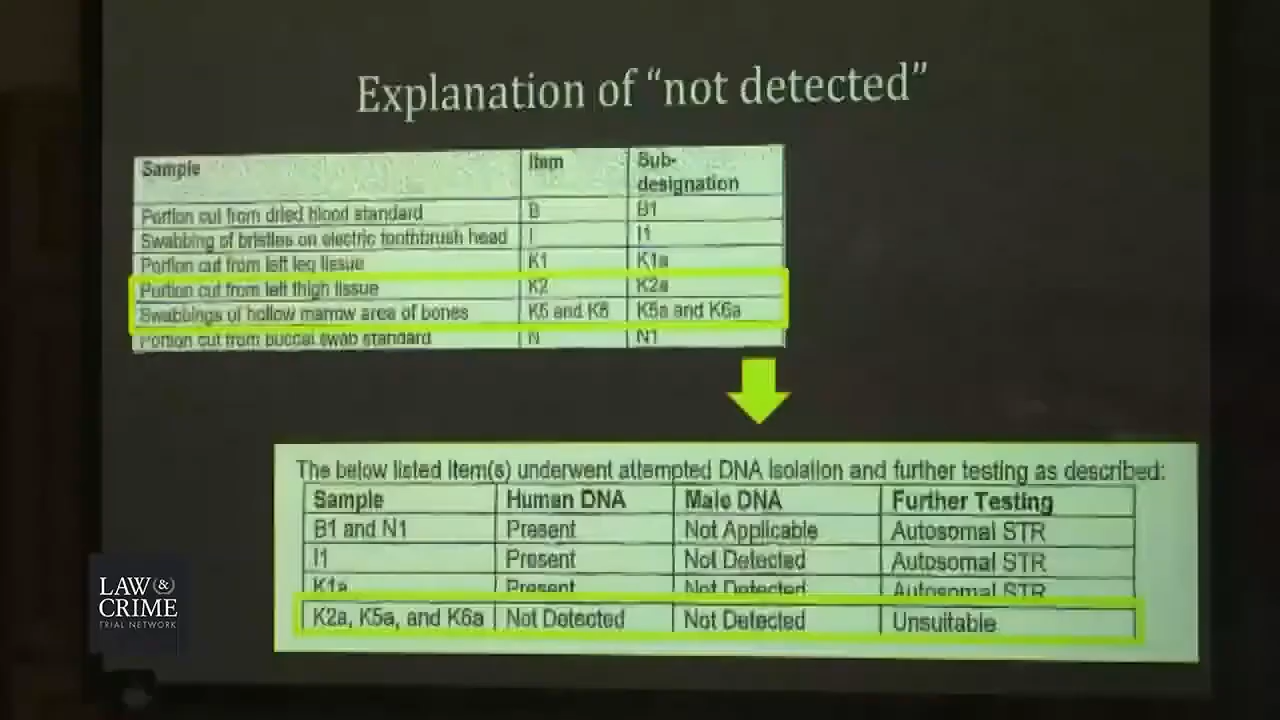 Explanation of “not detected”
Sample Item Sub-
designation
Portion cut from dried blood standard B B1
Swabbing of bristles on electric toothbrush head I I1
Portion cut from left leg tissue K1 K1a
Portion cut from left thigh tissue K2 K2a
Swabbings of hollow marrow area of bones K5 and K6 K5a and K6a
Portion cut from buccal swab standard N N1
The below listed item(s) underwent attempted DNA isolation and further testing as described:
Sample Human DNA Male DNA Further Testing
B1 and N1 Present Not Applicable Autosomal STR
I1 Present Not Detected Autosomal STR
K1a Present Not Detected Autosomal STR
K2a, K5a, and K6a Not Detected Not Detected Unsuitable
LAW &
CRIME
TRIAL NETWORK